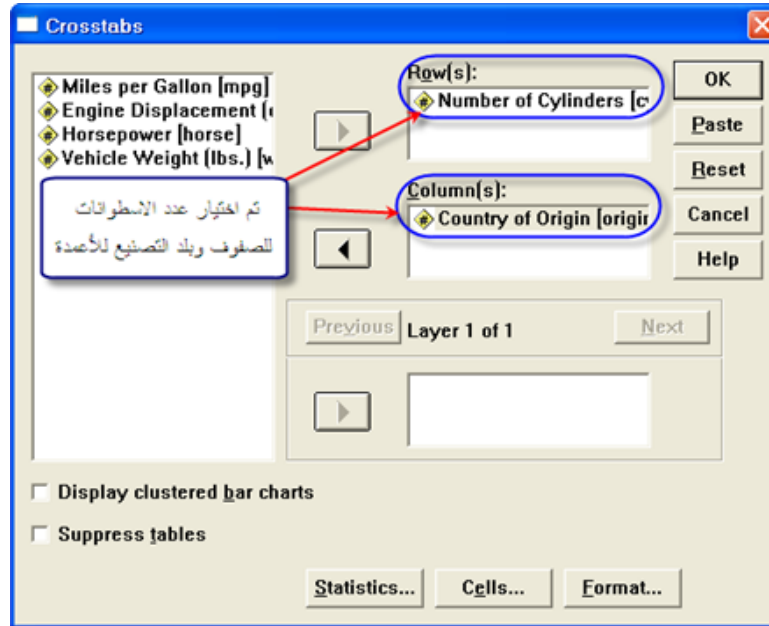 Crosstabs
Miles per Gallon [mpg]
Engine Displacement (
Horsepower [horse]
Vehicle Weight (lbs.) [w
تم اختيار عدد الاسطوانات
للصفوف وبلد التصنيع للأعمدة
Row(s):
Number of Cylinders [cy
Column(s):
Country of Origin [origin
OK
Paste
Reset
Cancel
Help
Previous
Layer 1 of 1
Next
Display clustered bar charts
Suppress tables
Statistics...
Cells...
Format...